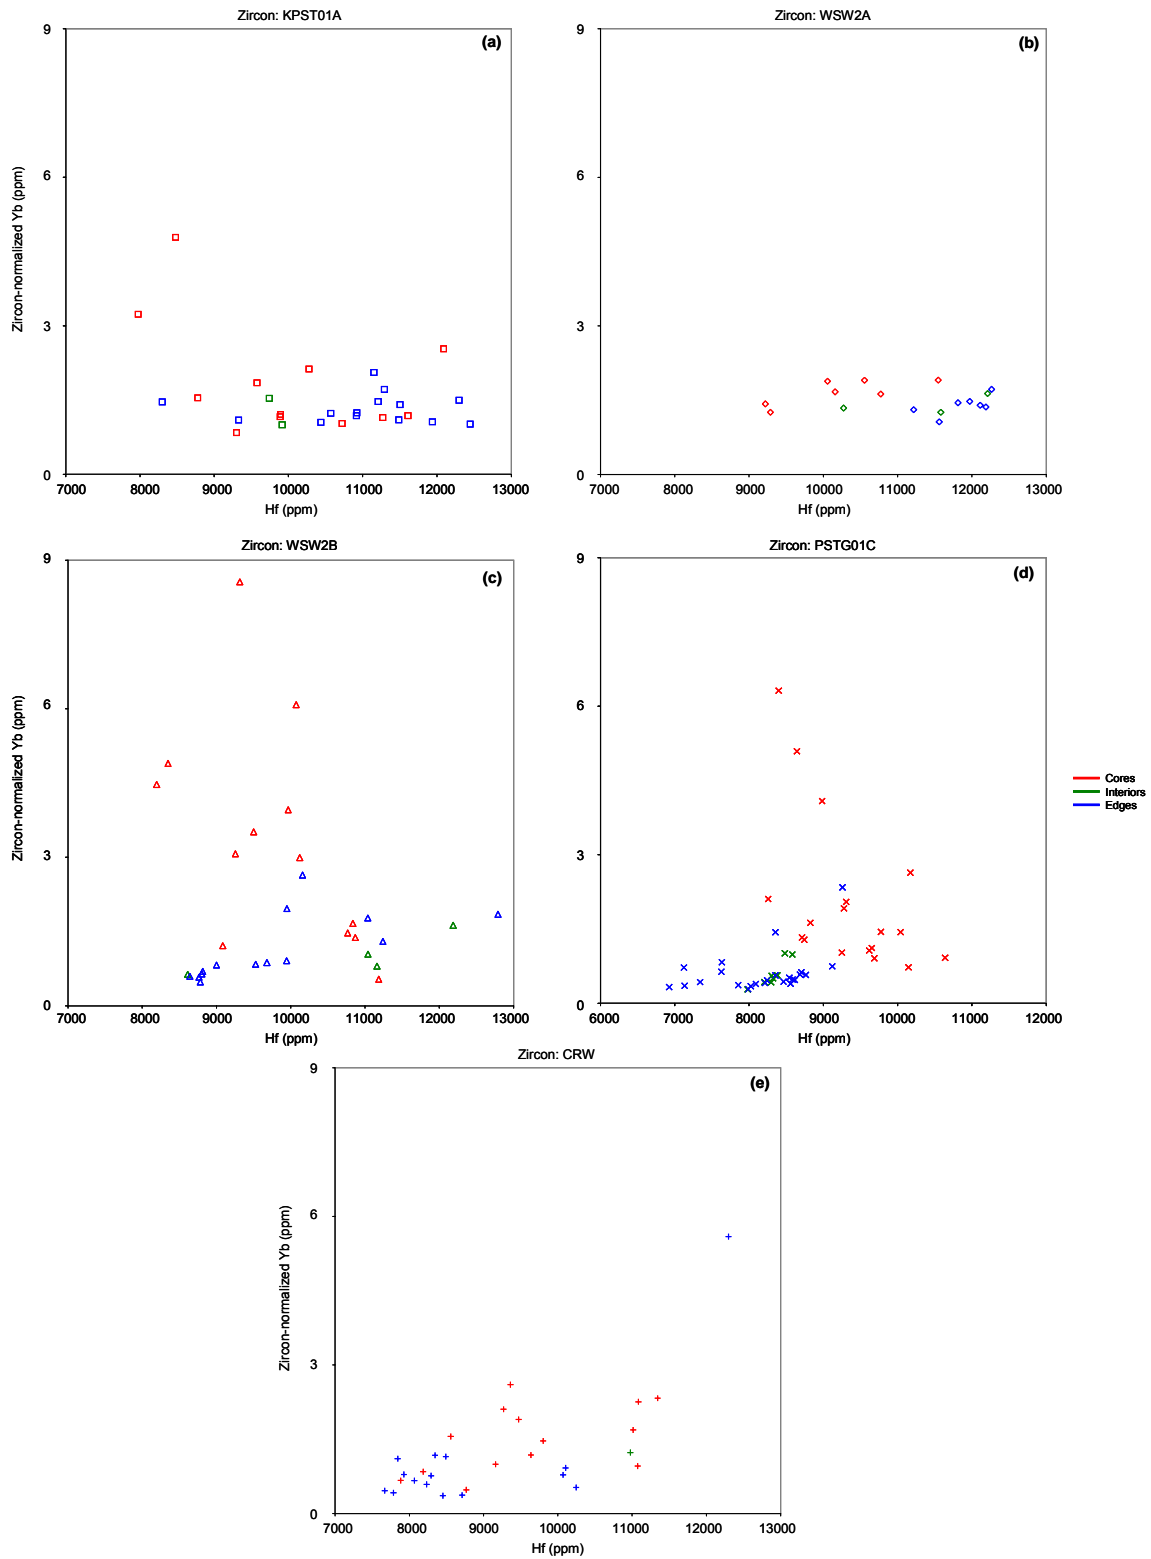 Zircon: KPST01A
(a)
Zircon-normalized Yb (ppm)
9
6
3
0
7000 8000 9000 10000 11000 12000 13000
Hf (ppm)
Zircon: WSW2A
(b)
9
6
3
0
7000 8000 9000 10000 11000 12000 13000
Hf (ppm)
Zircon: WSW2B
(c)
Zircon-normalized Yb (ppm)
9
6
3
0
7000 8000 9000 10000 11000 12000 13000
Hf (ppm)
Zircon: PSTG01C
(d)
9
6
3
0
6000 7000 8000 9000 10000 11000 12000
Hf (ppm)
Cores
Interiors
Edges
Zircon: CRW
(e)
Zircon-normalized Yb (ppm)
9
6
3
0
7000 8000 9000 10000 11000 12000 13000
Hf (ppm)